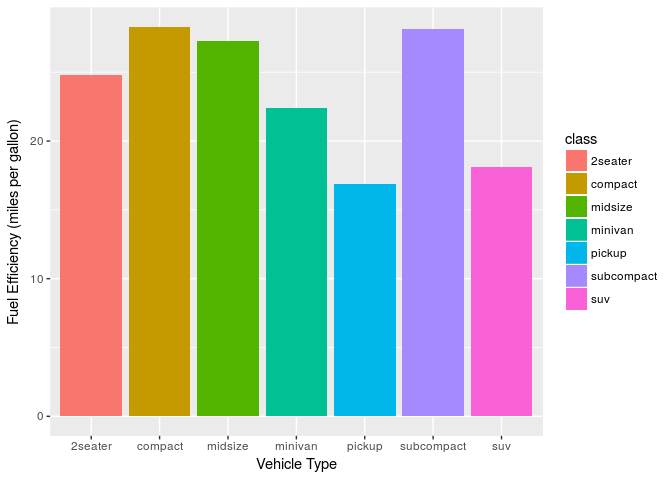 Fuel Efficiency (miles per gallon)
20
10
0
2seater compact midsize minivan pickup subcompact suv
Vehicle Type
class
2seater
compact
midsize
minivan
pickup
subcompact
suv